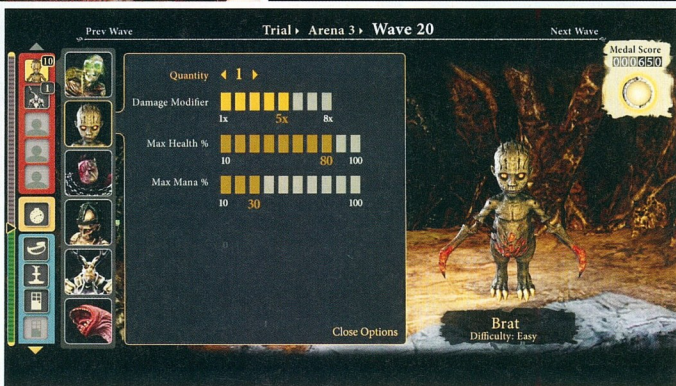 Prev Wave
Trial ▸ Arena 3 ▸ Wave 20
Next Wave
Medal Score
000650
10
1
Quantity ◂ 1 ▸
Damage Modifier
1x 5x 8x
Max Health %
10 80 100
Max Mana %
10 30 100
Close Options
Brat
Difficulty: Easy